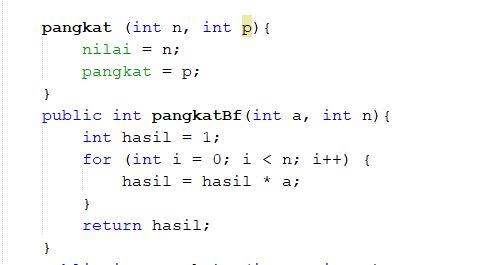 pangkat (int n, int p){
nilai = n;
pangkat = p;
}
public int pangkatBf(int a, int n){
int hasil = 1;
for (int i = 0; i < n; i++) {
hasil = hasil * a;
}
return hasil;
}